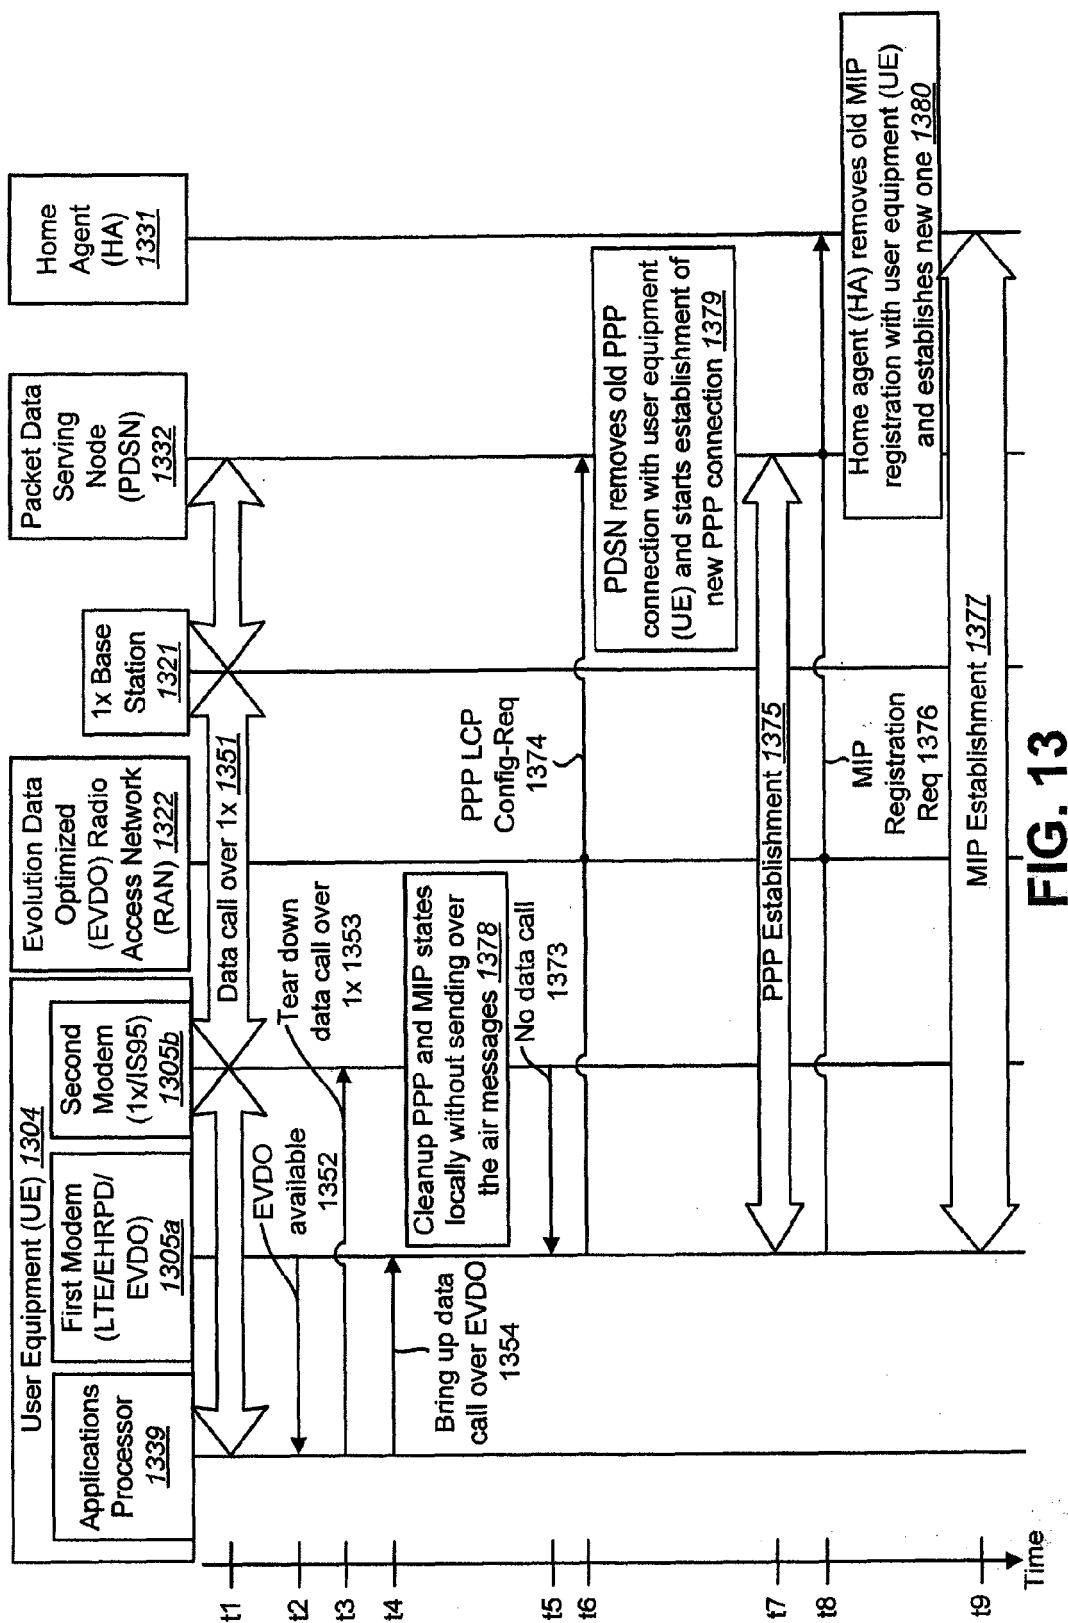 User Equipment (UE) 1304
Applications
Processor
1339
First Modem
(LTE/EHRPD/
EVDO)
1305a
Second
Modem
(1x/IS95)
1305b
Evolution Data
Optimized
(EVDO) Radio
Access Network
(RAN) 1322
1x Base
Station
1321
Packet Data
Serving
Node
(PDSN)
1332
Home
Agent
(HA)
1331
t1
Data call over 1x 1351
t2
EVDO
available
1352
t3
Tear down
data call over
1x 1353
t4
Bring up data
call over EVDO
1354
Cleanup PPP and MIP states
locally without sending over
the air messages 1378
t5
No data call
1373
t6
PPP LCP
Config-Req
1374
PDSN removes old PPP
connection with user equipment
(UE) and starts establishment of
new PPP connection 1379
t7
PPP Establishment 1375
t8
MIP
Registration
Req 1376
Home agent (HA) removes old MIP
registration with user equipment (UE)
and establishes new one 1380
t9
MIP Establishment 1377
Time
FIG. 13